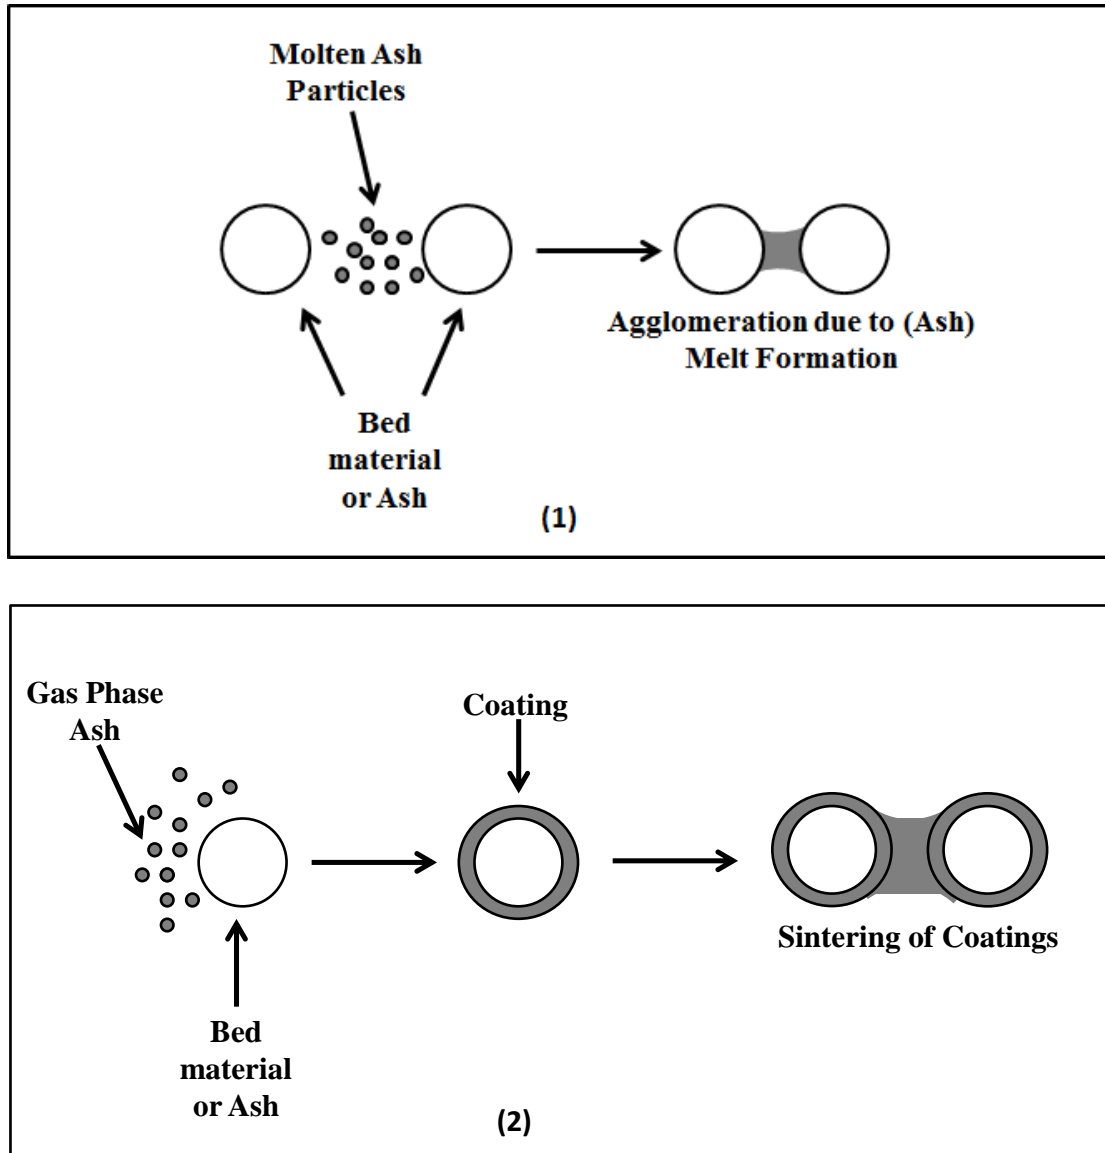 Molten Ash
Particles
Agglomeration due to (Ash)
Melt Formation
Bed
material
or Ash
(1)
Gas Phase
Ash
Coating
Sintering of Coatings
Bed
material
or Ash
(2)